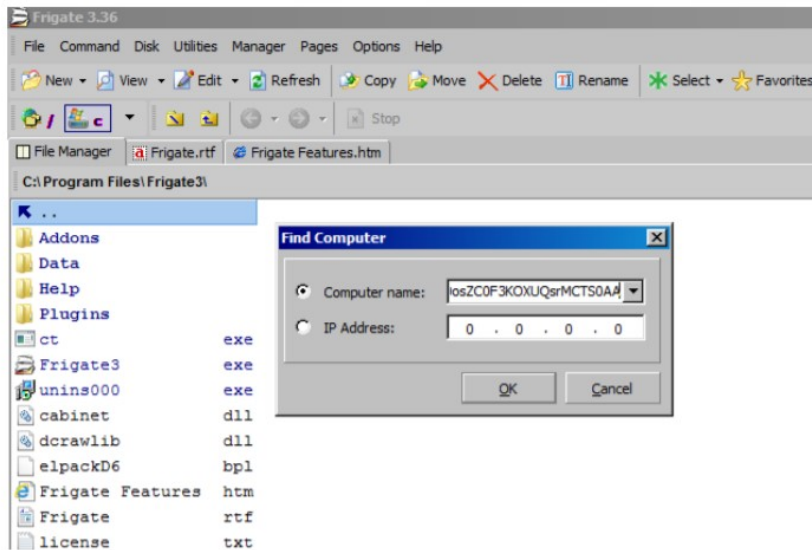 Frigate 3.36
File Command Disk Utilities Manager Pages Options Help
New View Edit Refresh Copy Move Delete Rename Select Favorites
/ c Stop
File Manager Frigate.rtf Frigate Features.htm
C:\Program Files\Frigate3\
..
Addons
Data
Help
Plugins
ct exe
Frigate3 exe
unins000 exe
cabinet dll
dcrawlib dll
elpackD6 bpl
Frigate Features htm
Frigate rtf
license txt
Find Computer
Computer name:
IP Address: 0 . 0 . 0 . 0
OK Cancel